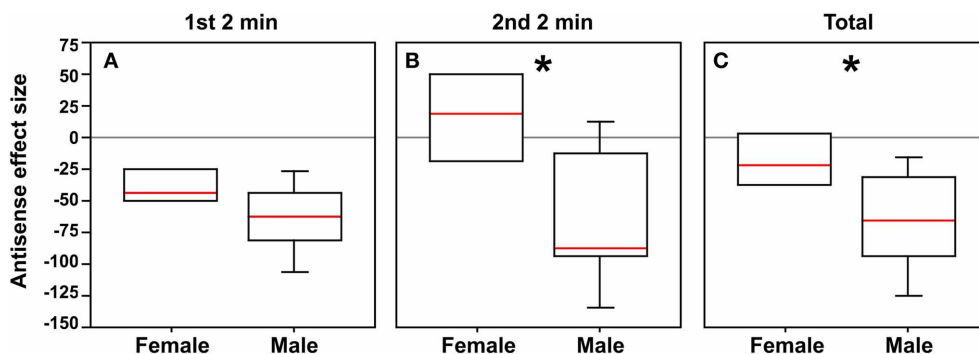 1st 2 min
2nd 2 min
Total
Antisense effect size
75
50
25
0
-25
-50
-75
-100
-125
-150
A
B
*
C
*
Female
Male
Female
Male
Female
Male